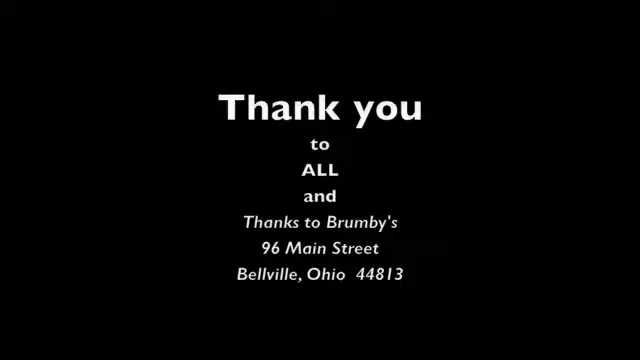 Thank you
to
ALL
and
Thanks to Brumby's
96 Main Street
Bellville, Ohio  44813